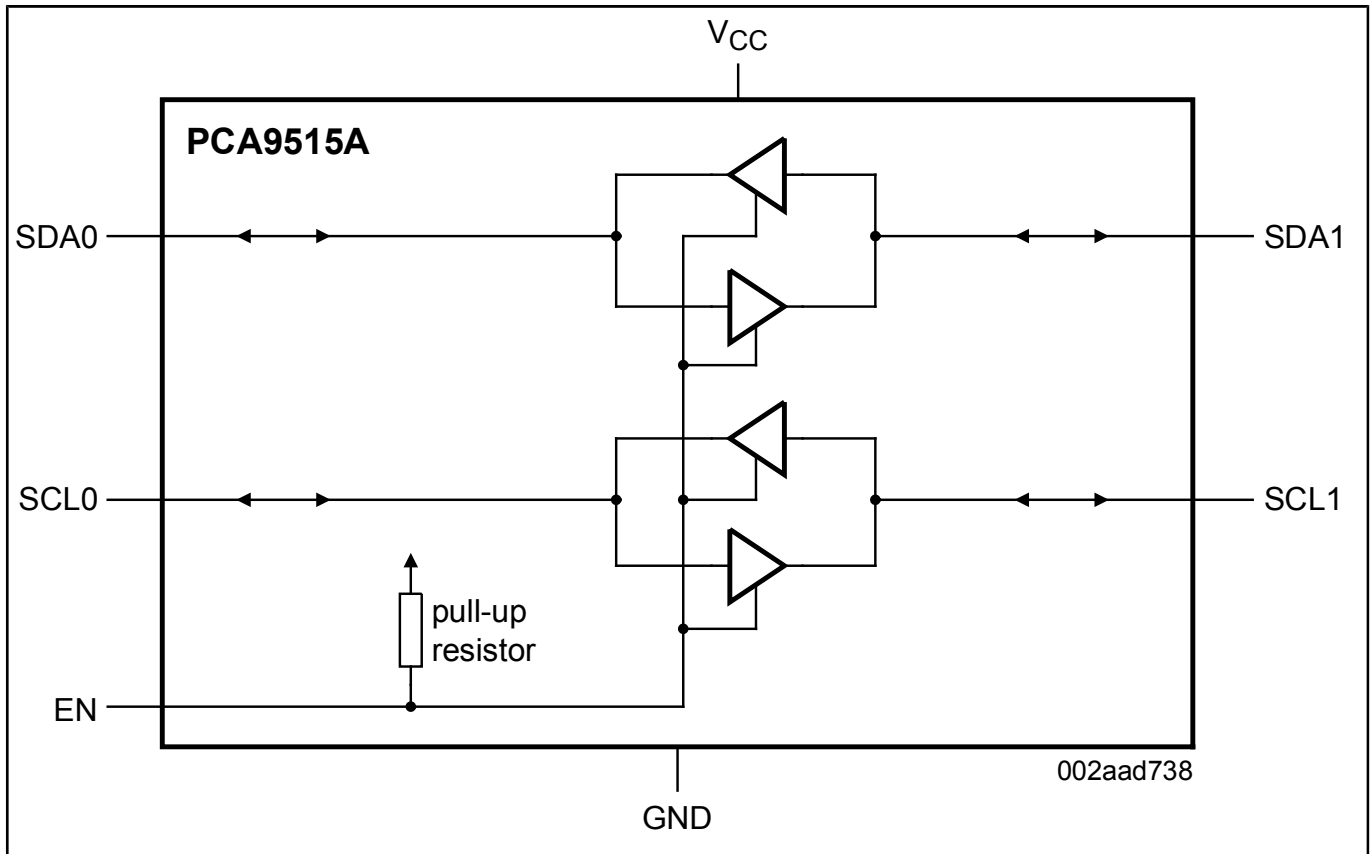 VCC
PCA9515A
SDA0
SDA1
SCL0
SCL1
pull-up
resistor
EN
002aad738
GND